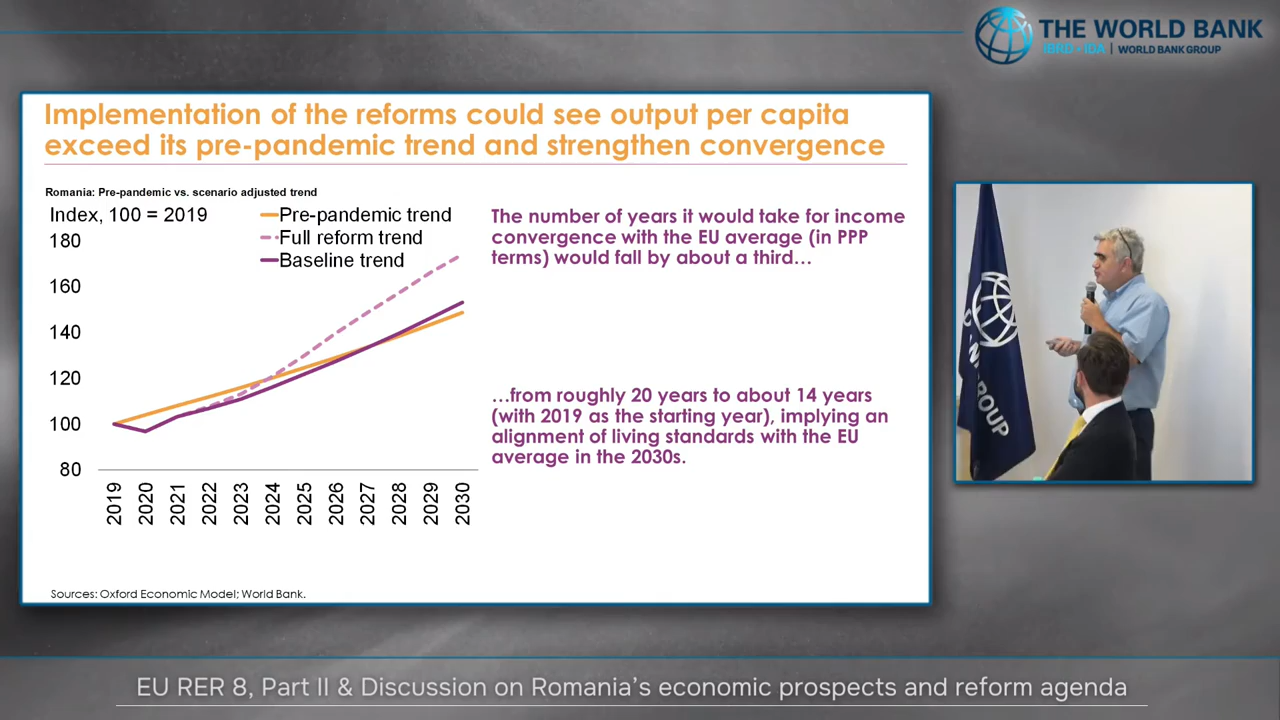 THE WORLD BANK
IBRD • IDA | WORLD BANK GROUP
Implementation of the reforms could see output per capita
exceed its pre-pandemic trend and strengthen convergence
Romania: Pre-pandemic vs. scenario adjusted trend
Index, 100 = 2019
Pre-pandemic trend
Full reform trend
Baseline trend
180
160
140
120
100
80
2019
2020
2021
2022
2023
2024
2025
2026
2027
2028
2029
2030
The number of years it would take for income
convergence with the EU average (in PPP
terms) would fall by about a third…
…from roughly 20 years to about 14 years
(with 2019 as the starting year), implying an
alignment of living standards with the EU
average in the 2030s.
Sources: Oxford Economic Model; World Bank.
GROUP
EU RER 8, Part II & Discussion on Romania’s economic prospects and reform agenda